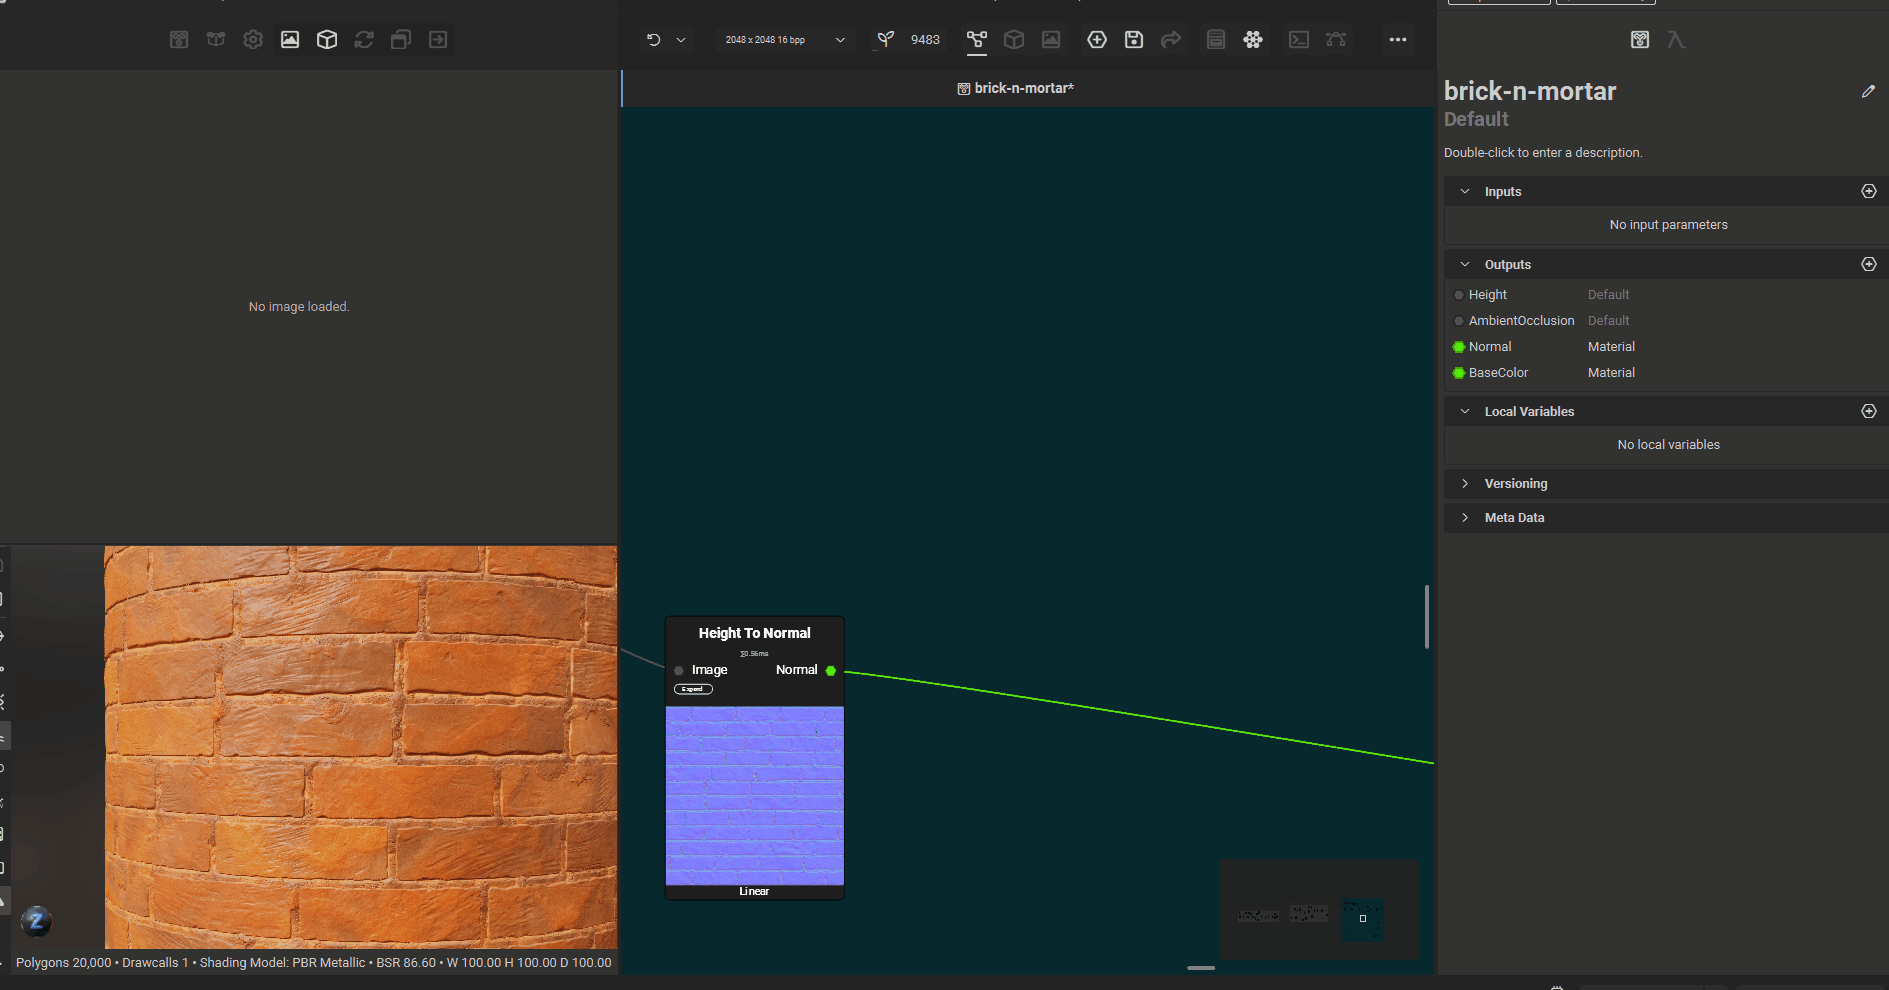 2048 x 2048 16 bpp
9483
brick-n-mortar*
No image loaded.
Height To Normal
0.56ms
Image
Normal
Expand
Linear
Polygons 20,000 • Drawcalls 1 • Shading Model: PBR Metallic • BSR 86.60 • W 100.00 H 100.00 D 100.00
brick-n-mortar
Default
Double-click to enter a description.
Inputs
No input parameters
Outputs
Height Default
AmbientOcclusion Default
Normal Material
BaseColor Material
Local Variables
No local variables
Versioning
Meta Data